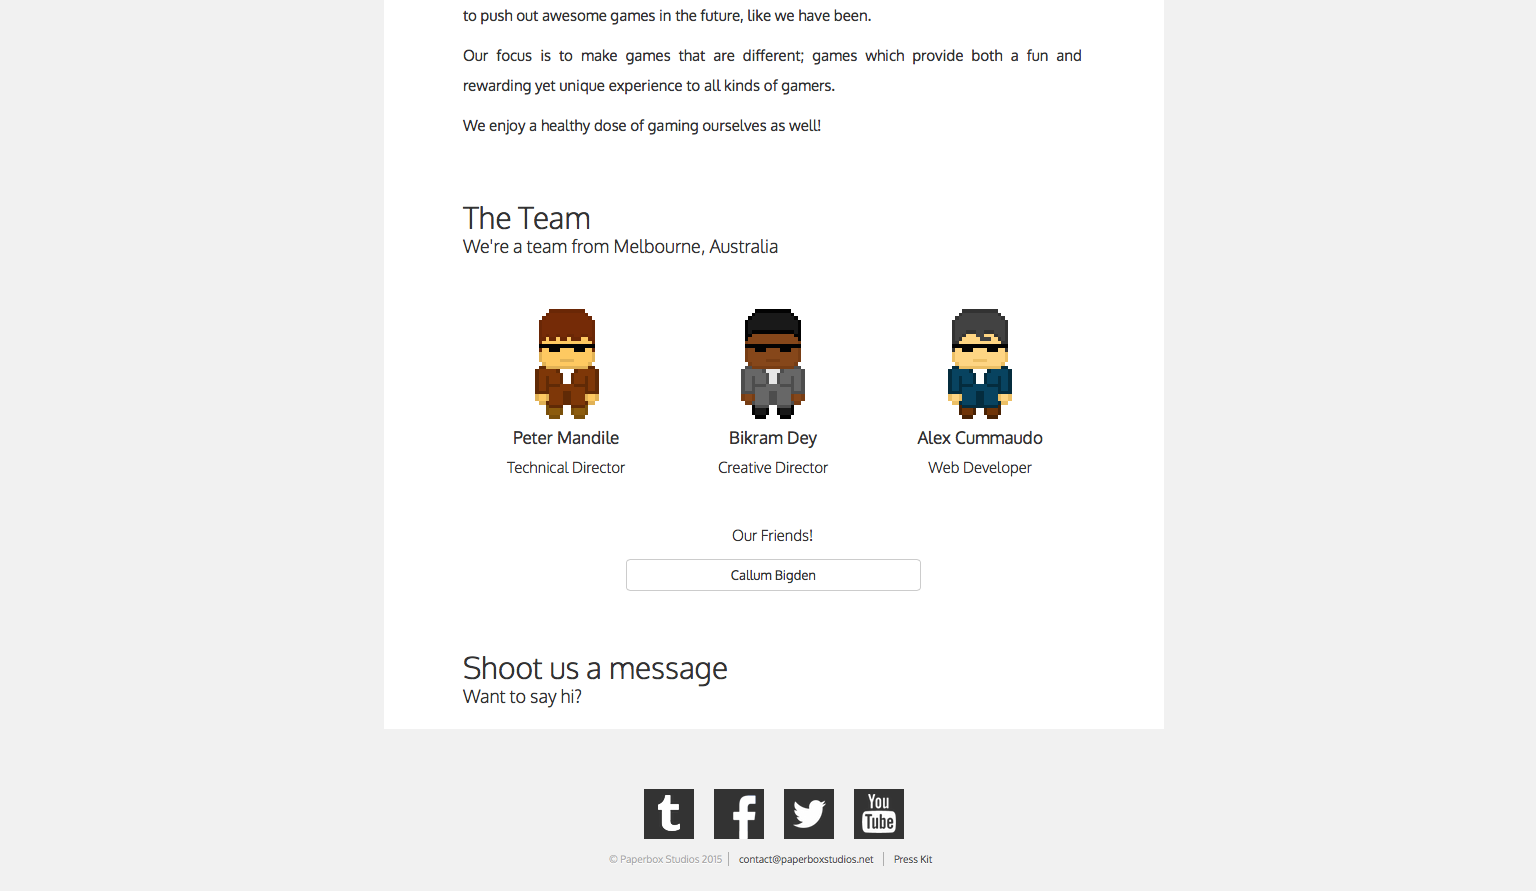 to push out awesome games in the future, like we have been.
Our focus is to make games that are different; games which provide both a fun and
rewarding yet unique experience to all kinds of gamers.
We enjoy a healthy dose of gaming ourselves as well!
The Team
We're a team from Melbourne, Australia
Peter Mandile
Technical Director
Bikram Dey
Creative Director
Alex Cummaudo
Web Developer
Our Friends!
Callum Bigden
Shoot us a message
Want to say hi?
t f You Tube
© Paperbox Studios 2015 | contact@paperboxstudios.net | Press Kit